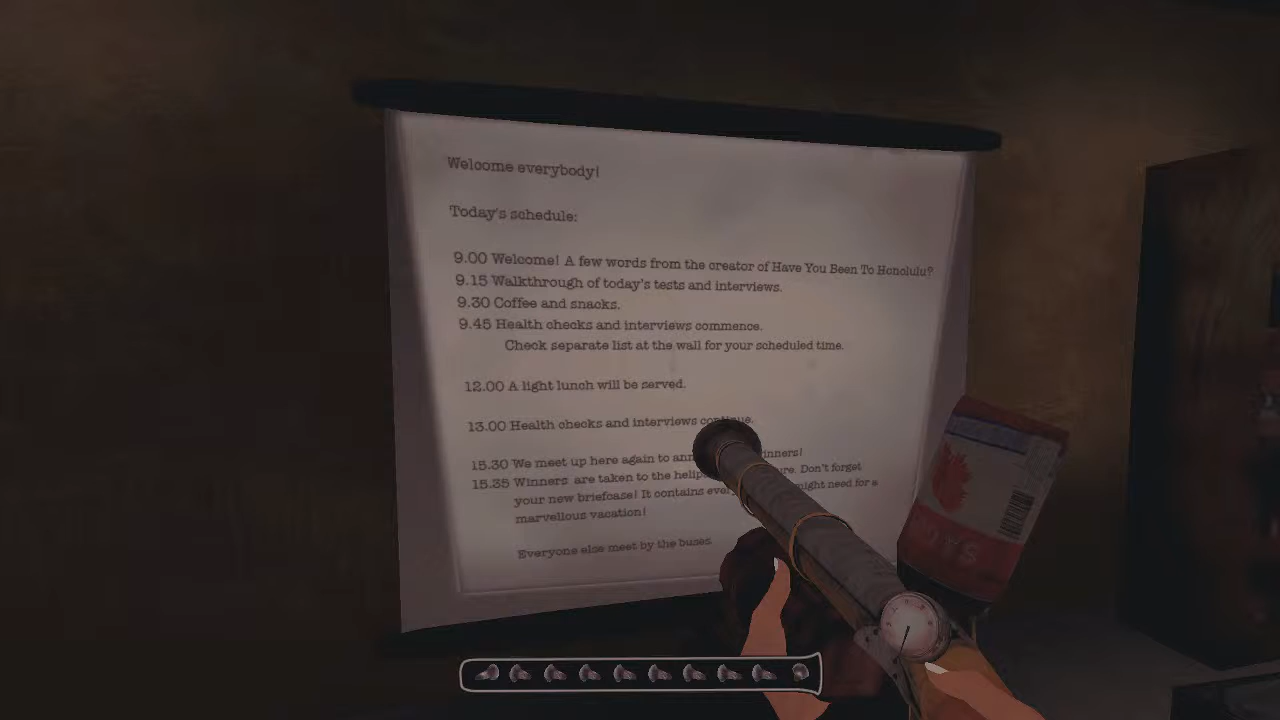 Welcome everybody!
Today's schedule:
9.00 Welcome! A few words from the creator of Have You Been To Honolulu?
9.15 Walkthrough of today's tests and interviews.
9.30 Coffee and snacks.
9.45 Health checks and interviews commence.
Check separate list at the wall for your scheduled time.
12.00 A light lunch will be served.
13.00 Health checks and interviews continue.
15.30 We meet up here again to
15.35 Winners are taken to the Don't forget
your new briefcase! It contains might need for a
marvellous vacation!
Everyone else meet by the buses.